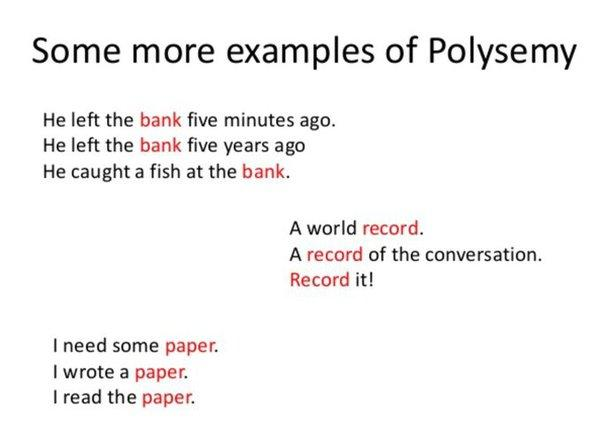 Some more examples of Polysemy
He left the bank five minutes ago.
He left the bank five years ago
He caught a fish at the bank.
A world record.
A record of the conversation.
Record it!
I need some paper.
I wrote a paper.
I read the paper.